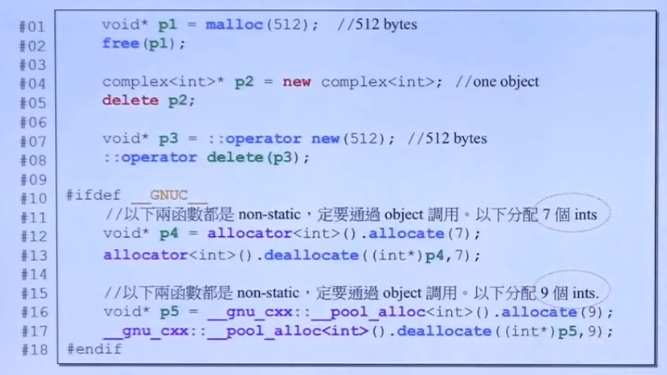 #01 void* p1 = malloc(512); //512 bytes
#02 free(p1);
#03
#04 complex<int>* p2 = new complex<int>; //one object
#05 delete p2;
#06
#07 void* p3 = ::operator new(512); //512 bytes
#08 ::operator delete(p3);
#09
#10 #ifdef __GNUC__
#11 //以下兩函數都是 non-static，定要通過 object 調用。以下分配 7 個 ints
#12 void* p4 = allocator<int>().allocate(7);
#13 allocator<int>().deallocate((int*)p4,7);
#14
#15 //以下兩函數都是 non-static，定要通過 object 調用。以下分配 9 個 ints.
#16 void* p5 = __gnu_cxx::__pool_alloc<int>().allocate(9);
#17 __gnu_cxx::__pool_alloc<int>().deallocate((int*)p5,9);
#18 #endif